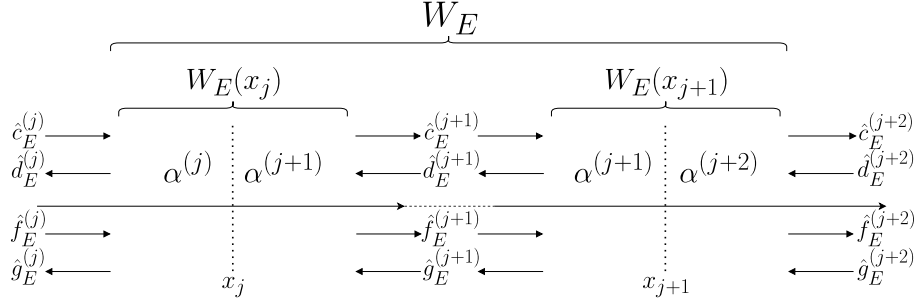 W_E
W_E(x_j) W_E(x_{j+1})
ĉ_E^{(j)} ĉ_E^{(j+1)} ĉ_E^{(j+2)}
d̂_E^{(j)} α^{(j)} α^{(j+1)} d̂_E^{(j+1)} α^{(j+1)} α^{(j+2)} d̂_E^{(j+2)}
f̂_E^{(j)} f̂_E^{(j+1)} f̂_E^{(j+2)}
ĝ_E^{(j)} ĝ_E^{(j+1)} ĝ_E^{(j+2)}
x_j x_{j+1}